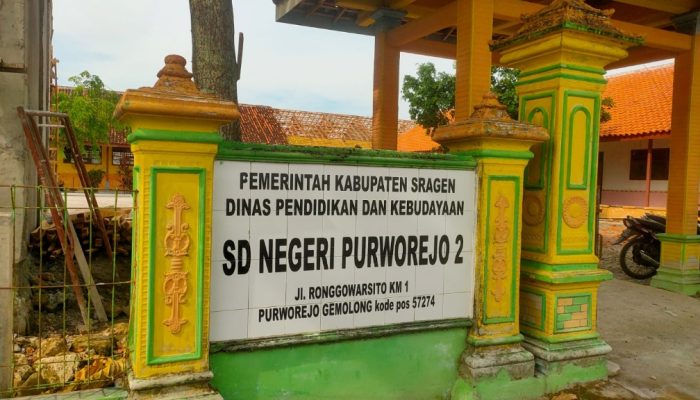 PEMERINTAH KABUPATEN SRAGEN
DINAS PENDIDIKAN DAN KEBUDAYAAN
SD NEGERI PURWOREJO 2
JI. RONGGOWARSITO KM 1
PURWOREJO GEMOLONG kode pos 57274